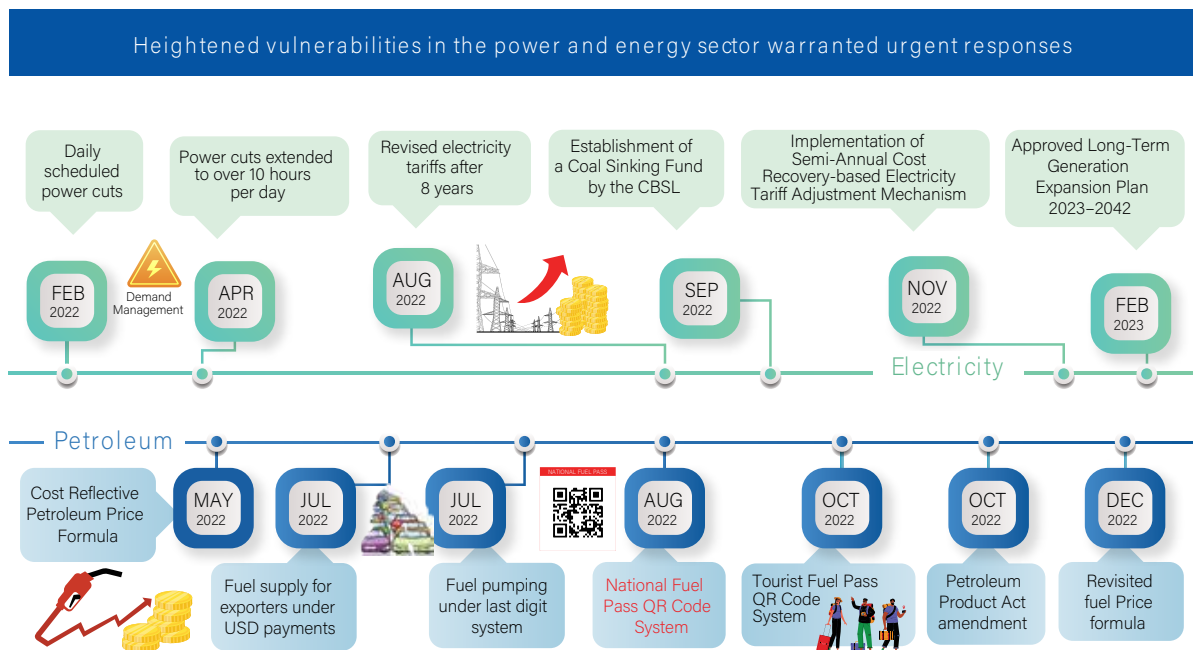 Heightened vulnerabilities in the power and energy sector warranted urgent responses
Daily
scheduled
power cuts
Power cuts extended
to over 10 hours
per day
Revised electricity
tariffs after
8 years
Establishment of
a Coal Sinking Fund
by the CBSL
Implementation of
Semi-Annual Cost
Recovery-based Electricity
Tariff Adjustment Mechanism
Approved Long-Term
Generation
Expansion Plan
2023–2042
FEB
2022
Demand
Management
APR
2022
AUG
2022
SEP
2022
NOV
2022
FEB
2023
Electricity
Petroleum
Cost Reflective
Petroleum Price
Formula
MAY
2022
JUL
2022
JUL
2022
NATIONAL FUEL PASS
AUG
2022
OCT
2022
OCT
2022
DEC
2022
Fuel supply for
exporters under
USD payments
Fuel pumping
under last digit
system
National Fuel
Pass QR Code
System
Tourist Fuel Pass
QR Code
System
Petroleum
Product Act
amendment
Revisited
fuel Price
formula